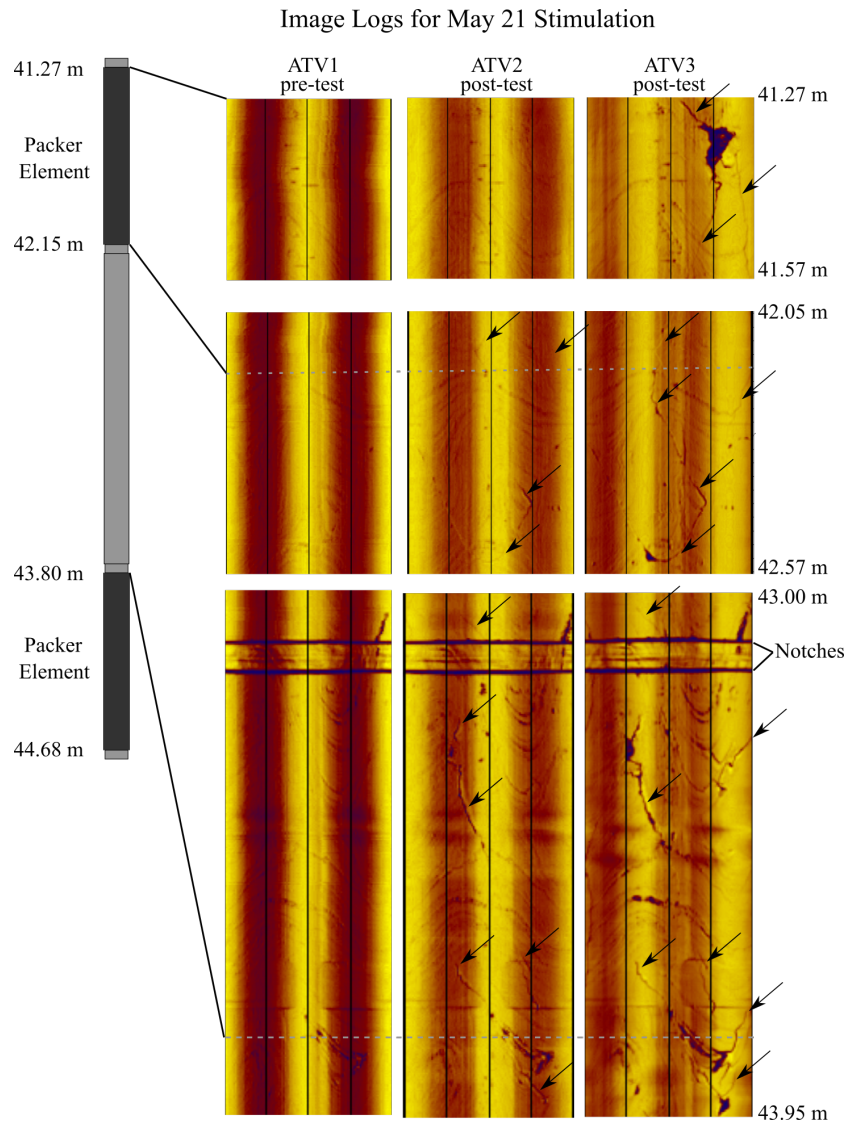 Image Logs for May 21 Stimulation
ATV1
pre-test
ATV2
post-test
ATV3
post-test
41.27 m
Packer
Element
42.15 m
43.80 m
Packer
Element
44.68 m
41.27 m
41.57 m
42.05 m
42.57 m
43.00 m
Notches
43.95 m